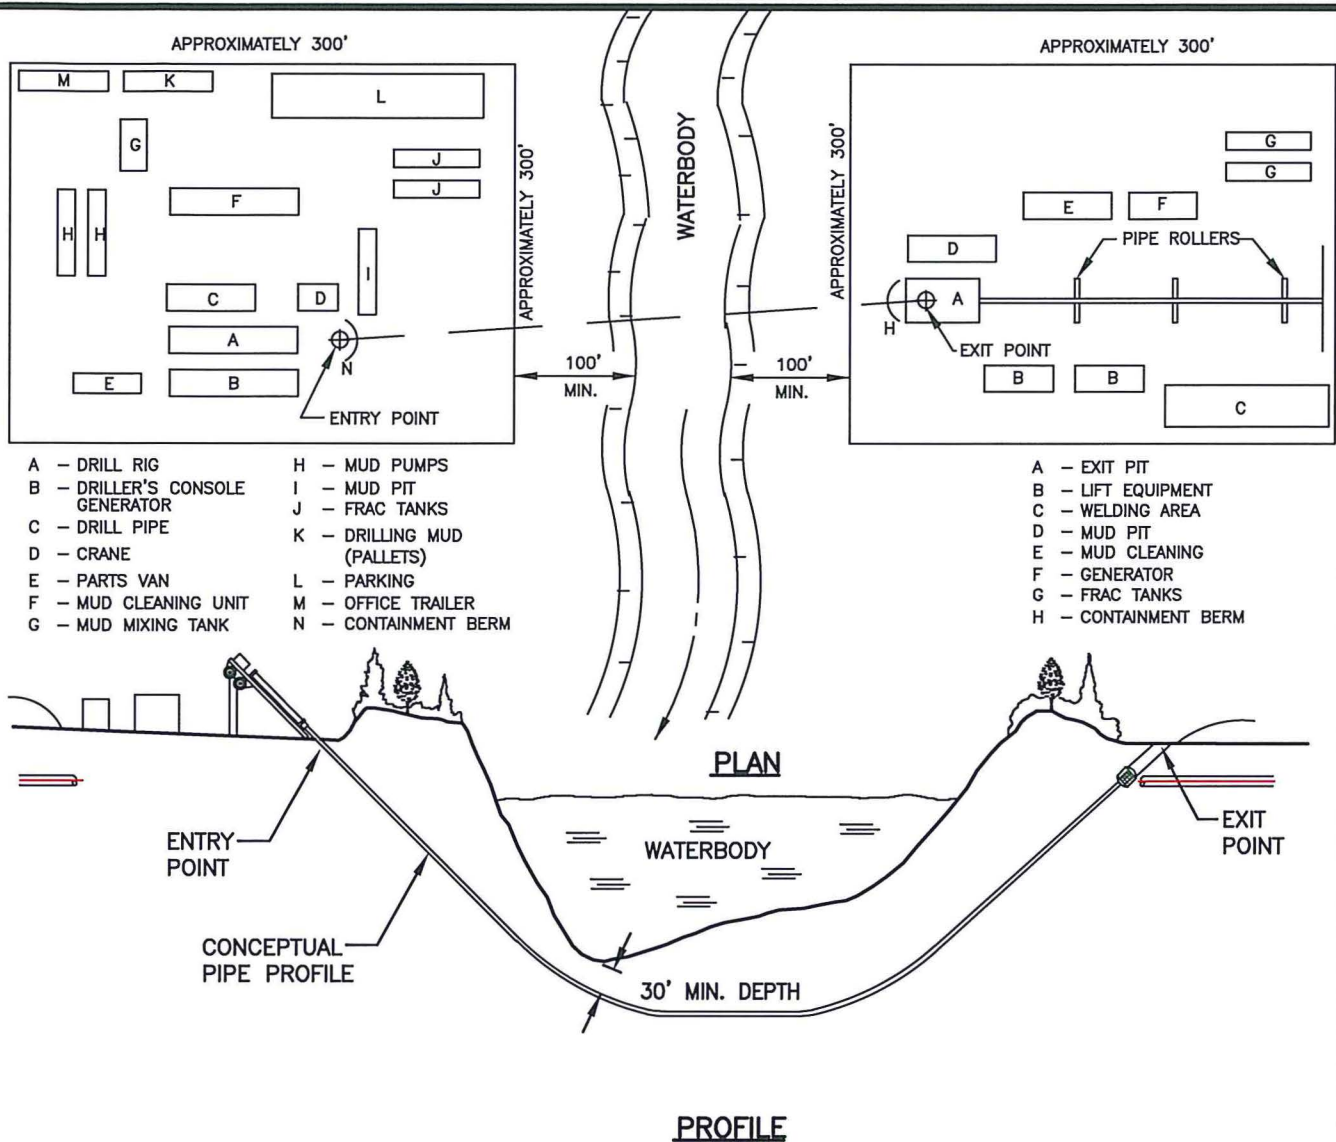 APPROXIMATELY 300'
APPROXIMATELY 300'
M
K
L
G
J
J
F
H
H
I
C
D
A
N
E
B
ENTRY POINT
APPROXIMATELY 300'
WATERBODY
100'
MIN.
100'
MIN.
APPROXIMATELY 300'
G
G
E
F
D
PIPE ROLLERS
A
H
EXIT POINT
B
B
C
A – DRILL RIG
B – DRILLER'S CONSOLE
GENERATOR
C – DRILL PIPE
D – CRANE
E – PARTS VAN
F – MUD CLEANING UNIT
G – MUD MIXING TANK
H – MUD PUMPS
I – MUD PIT
J – FRAC TANKS
K – DRILLING MUD
(PALLETS)
L – PARKING
M – OFFICE TRAILER
N – CONTAINMENT BERM
A – EXIT PIT
B – LIFT EQUIPMENT
C – WELDING AREA
D – MUD PIT
E – MUD CLEANING
F – GENERATOR
G – FRAC TANKS
H – CONTAINMENT BERM
PLAN
ENTRY
POINT
WATERBODY
EXIT
POINT
CONCEPTUAL
PIPE PROFILE
30' MIN. DEPTH
PROFILE